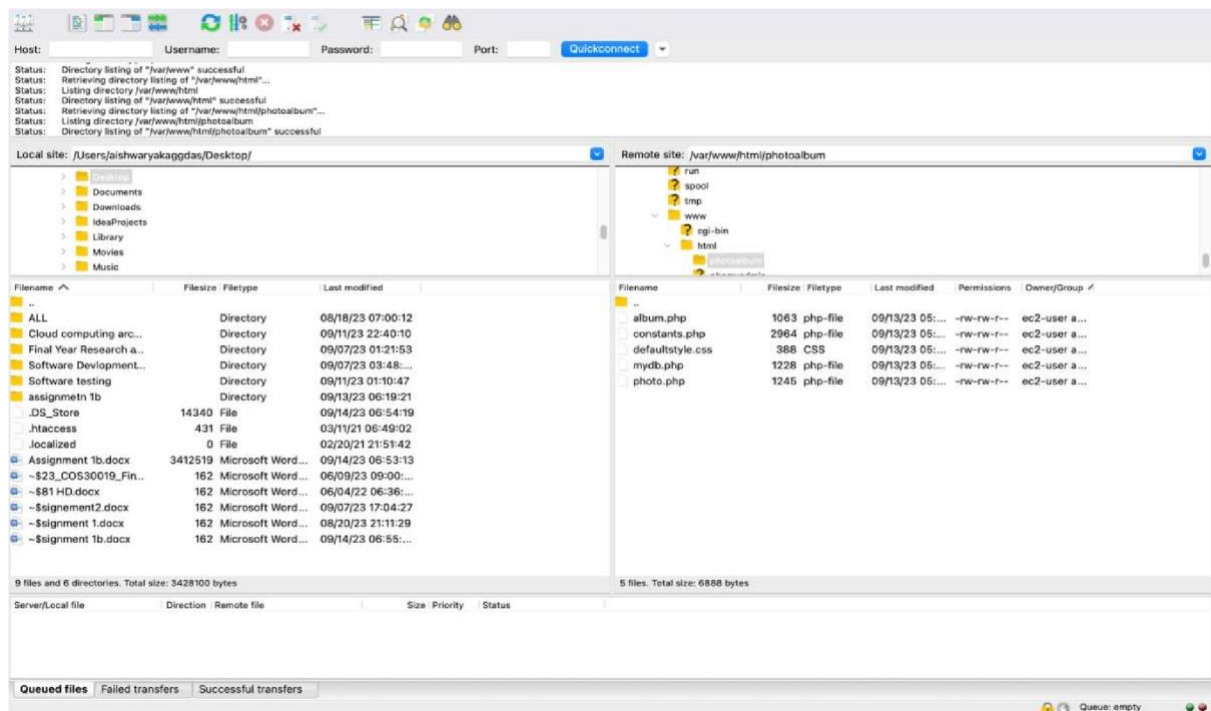 Host: Username: Password: Port: Quickconnect
Status: Directory listing of "/var/www" successful
Status: Retrieving directory listing of "/var/www/html"...
Status: Listing directory /var/www/html
Status: Directory listing of "/var/www/html" successful
Status: Retrieving directory listing of "/var/www/html/photoalbum"...
Status: Listing directory /var/www/html/photoalbum
Status: Directory listing of "/var/www/html/photoalbum" successful
Local site: /Users/aishwaryakaggdas/Desktop/
Desktop
Documents
Downloads
IdeaProjects
Library
Movies
Music
Filename Filesize Filetype Last modified
..
ALL Directory 08/18/23 07:00:12
Cloud computing arc... Directory 09/11/23 22:40:10
Final Year Research a... Directory 09/07/23 01:21:53
Software Devlopment... Directory 09/07/23 03:48:...
Software testing Directory 09/11/23 01:10:47
assignmetn 1b Directory 09/13/23 06:19:21
.DS_Store 14340 File 09/14/23 06:54:19
.htaccess 431 File 03/11/21 06:49:02
.localized 0 File 02/20/21 21:51:42
Assignment 1b.docx 3412519 Microsoft Word... 09/14/23 06:53:13
~$23_COS30019_Fin... 162 Microsoft Word... 06/09/23 09:00:...
~$81 HD.docx 162 Microsoft Word... 06/04/22 06:36:...
~$signement2.docx 162 Microsoft Word... 09/07/23 17:04:27
~$signment 1.docx 162 Microsoft Word... 08/20/23 21:11:29
~$signment 1b.docx 162 Microsoft Word... 09/14/23 06:55:...
9 files and 6 directories. Total size: 3428100 bytes
Remote site: /var/www/html/photoalbum
run
spool
tmp
www
cgi-bin
html
photoalbum
Filename Filesize Filetype Last modified Permissions Owner/Group
..
album.php 1063 php-file 09/13/23 05:... -rw-rw-r-- ec2-user a...
constants.php 2964 php-file 09/13/23 05:... -rw-rw-r-- ec2-user a...
defaultstyle.css 388 CSS 09/13/23 05:... -rw-rw-r-- ec2-user a...
mydb.php 1228 php-file 09/13/23 05:... -rw-rw-r-- ec2-user a...
photo.php 1245 php-file 09/13/23 05:... -rw-rw-r-- ec2-user a...
5 files. Total size: 6888 bytes
Server/Local file Direction Remote file Size Priority Status
Queued files Failed transfers Successful transfers
Queue: empty